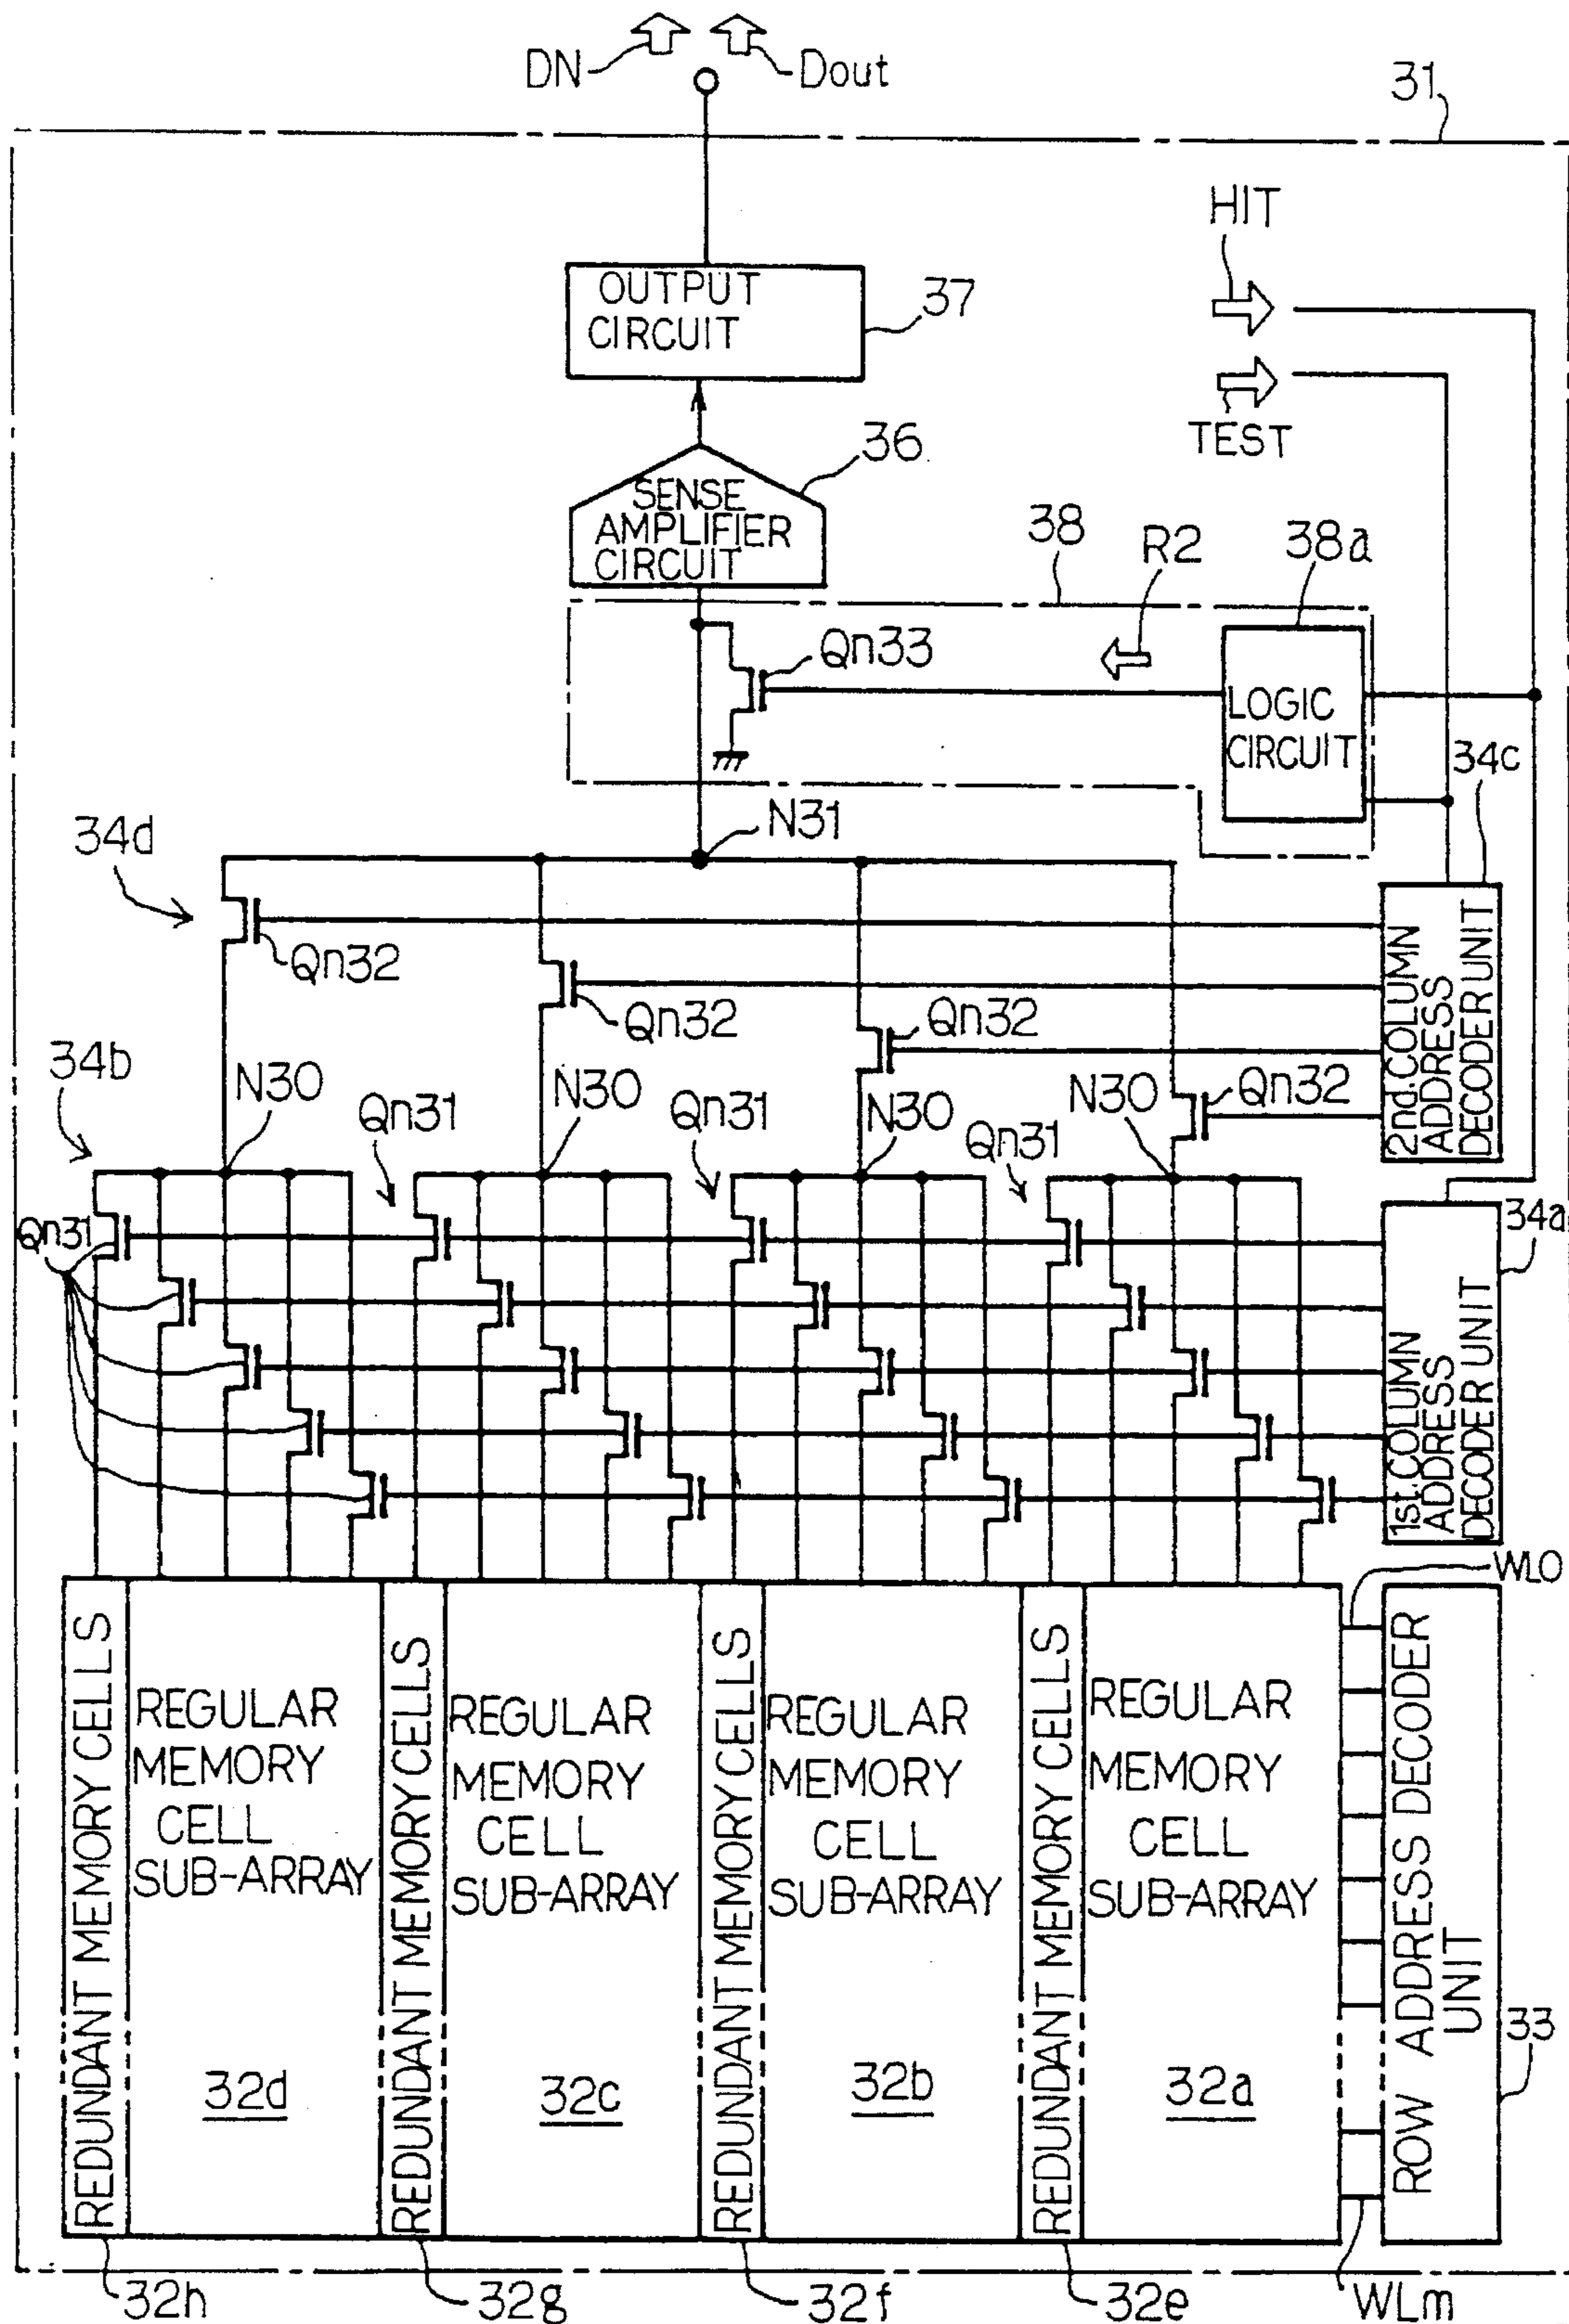 DN
Dout
31
HIT
OUTPUT
CIRCUIT
37
TEST
36
SENSE
AMPLIFIER
CIRCUIT
38
R2
38a
Qn33
LOGIC
CIRCUIT
34c
N31
34d
Qn32
Qn32
Qn32
Qn32
2nd.COLUMN
ADDRESS
DECODER UNIT
34b
N30
Qn31
N30
Qn31
N30
Qn31
N30
Qn31
34a
1st.COLUMN
ADDRESS
DECODER UNIT
WL0
REDUNDANT MEMORY CELLS
REGULAR
MEMORY
CELL
SUB-ARRAY
32d
REDUNDANT MEMORY CELLS
REGULAR
MEMORY
CELL
SUB-ARRAY
32c
REDUNDANT MEMORY CELLS
REGULAR
MEMORY
CELL
SUB-ARRAY
32b
REDUNDANT MEMORY CELLS
REGULAR
MEMORY
CELL
SUB-ARRAY
32a
ROW ADDRESS DECODER
UNIT
33
32h
32g
32f
32e
WLm